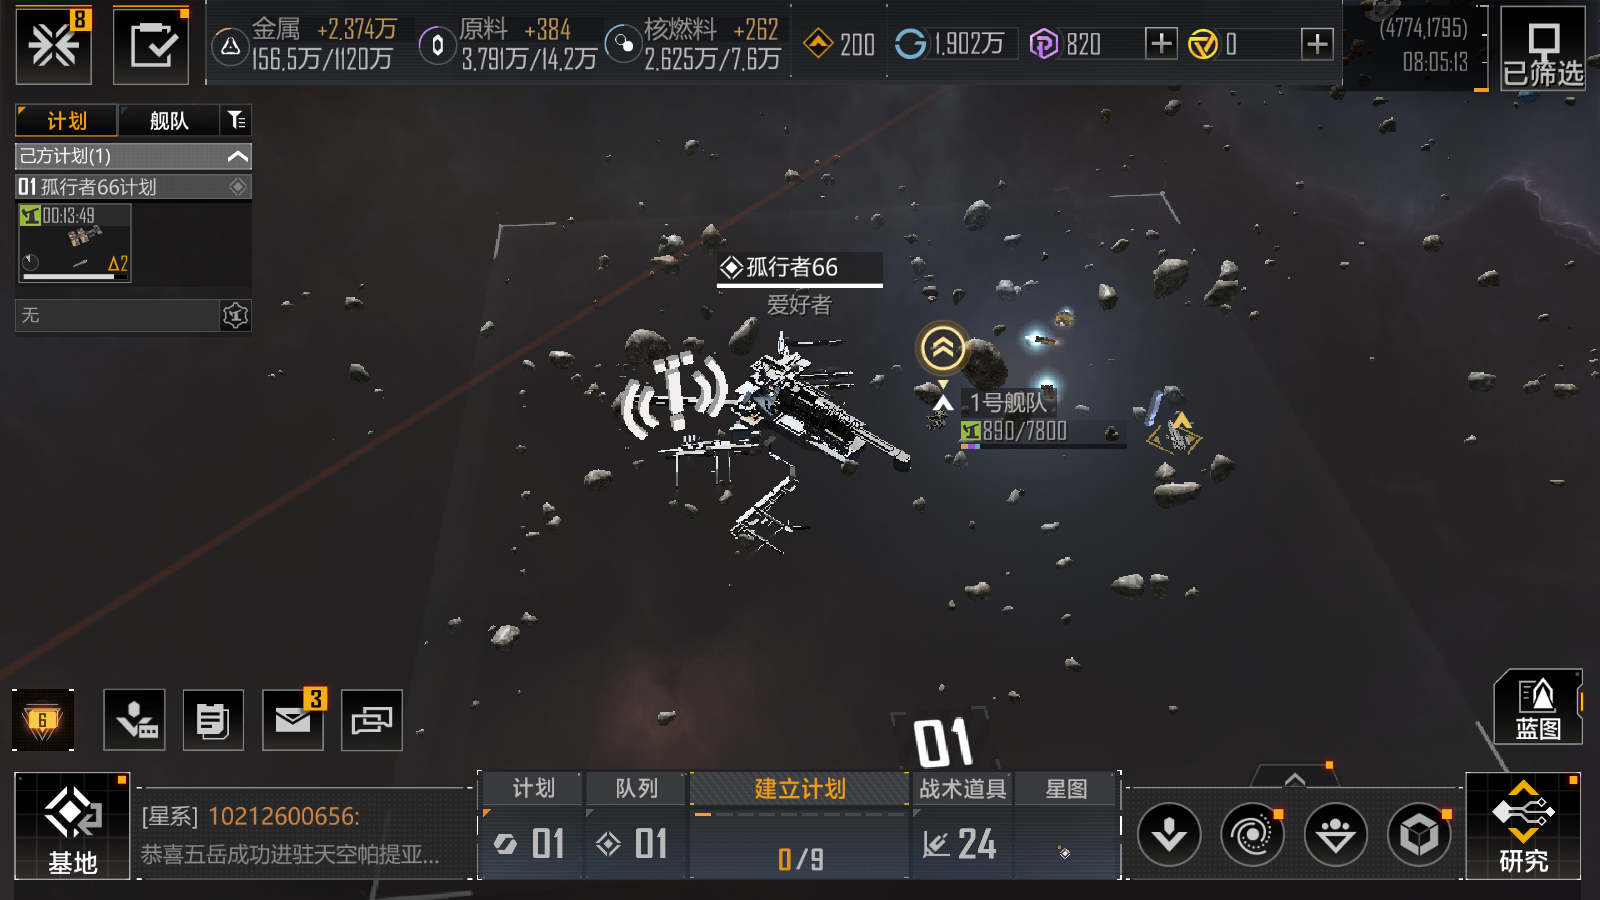 8
金属 +2.374万
156.5万/1120万
原料 +384
3.791万/14.2万
核燃料 +262
2.625万/7.6万
200
1.902万
820
0
(4774,1795)
08:05:13
已筛选
计划
舰队
己方计划(1)
01 孤行者66计划
00:13:49
2
无
孤行者66
爱好者
1号舰队
890/7800
6
3
01
蓝图
基地
[星系] 10212600656:
恭喜五岳成功进驻天空帕提亚...
计划
01
队列
01
建立计划
0/9
战术道具
24
星图
研究